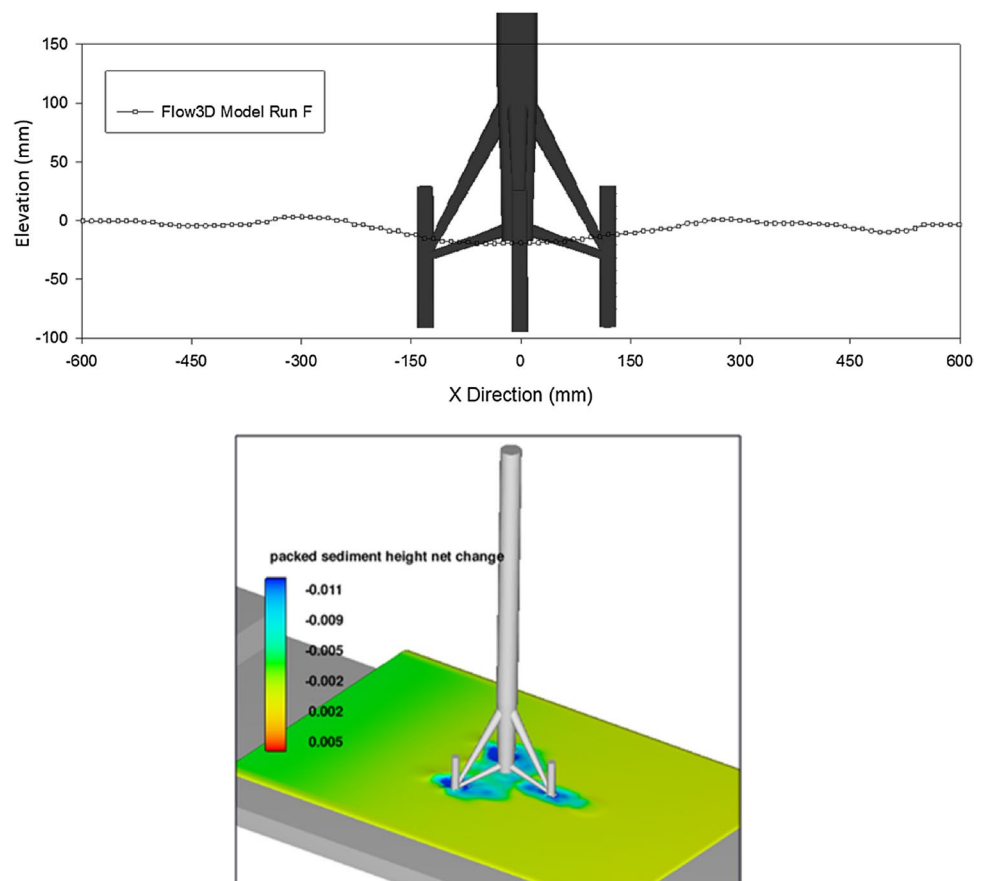 150
100
50
0
-50
-100
Elevation (mm)
Flow3D Model Run F
-600 -450 -300 -150 0 150 300 450 600
X Direction (mm)
packed sediment height net change
-0.011
-0.009
-0.005
-0.002
0.002
0.005